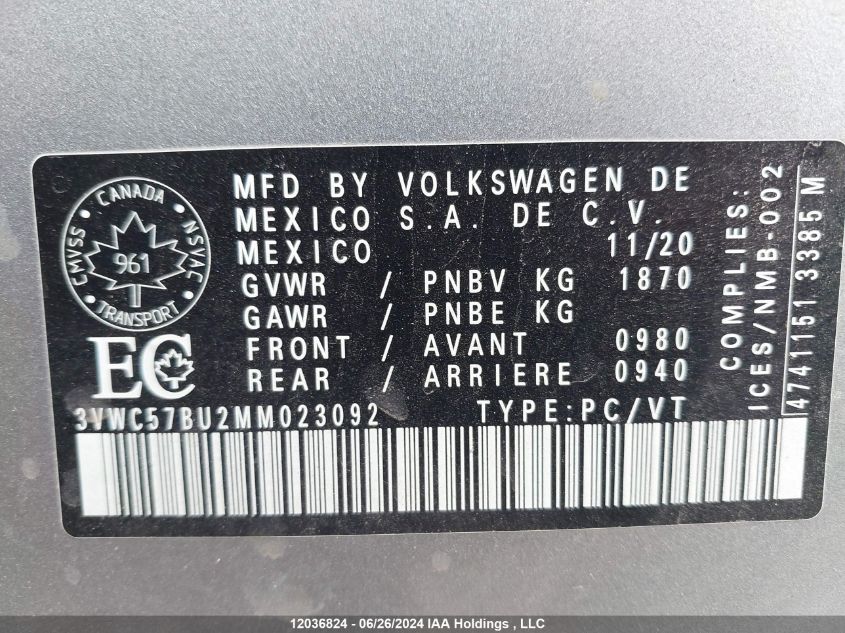 CANADA
CMVSS
NSVAC
961
TRANSPORT
EC
MFD BY VOLKSWAGEN DE
MEXICO S.A. DE C.V.
MEXICO 11/20
GVWR / PNBV KG 1870
GAWR / PNBE KG
FRONT / AVANT 0980
REAR / ARRIERE 0940
3VWC57BU2MM023092 TYPE:PC/VT
COMPLIES:
ICES/NMB-002
4741151 3385 M
12036824 - 06/26/2024 IAA Holdings , LLC